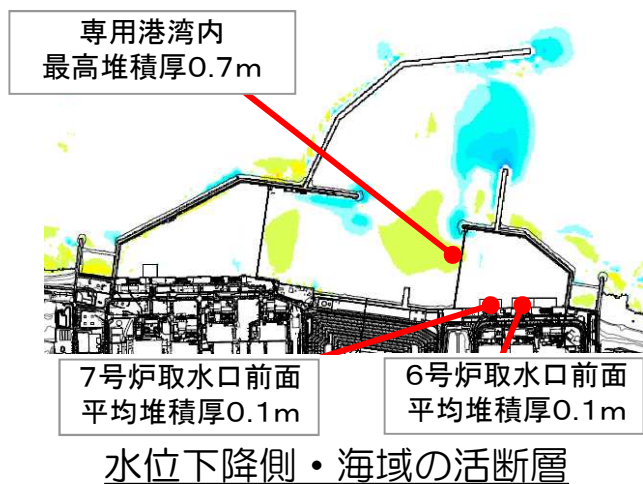 専用港湾内
最高堆積厚0.7m
7号炉取水口前面
平均堆積厚0.1m
6号炉取水口前面
平均堆積厚0.1m
水位下降側・海域の活断層